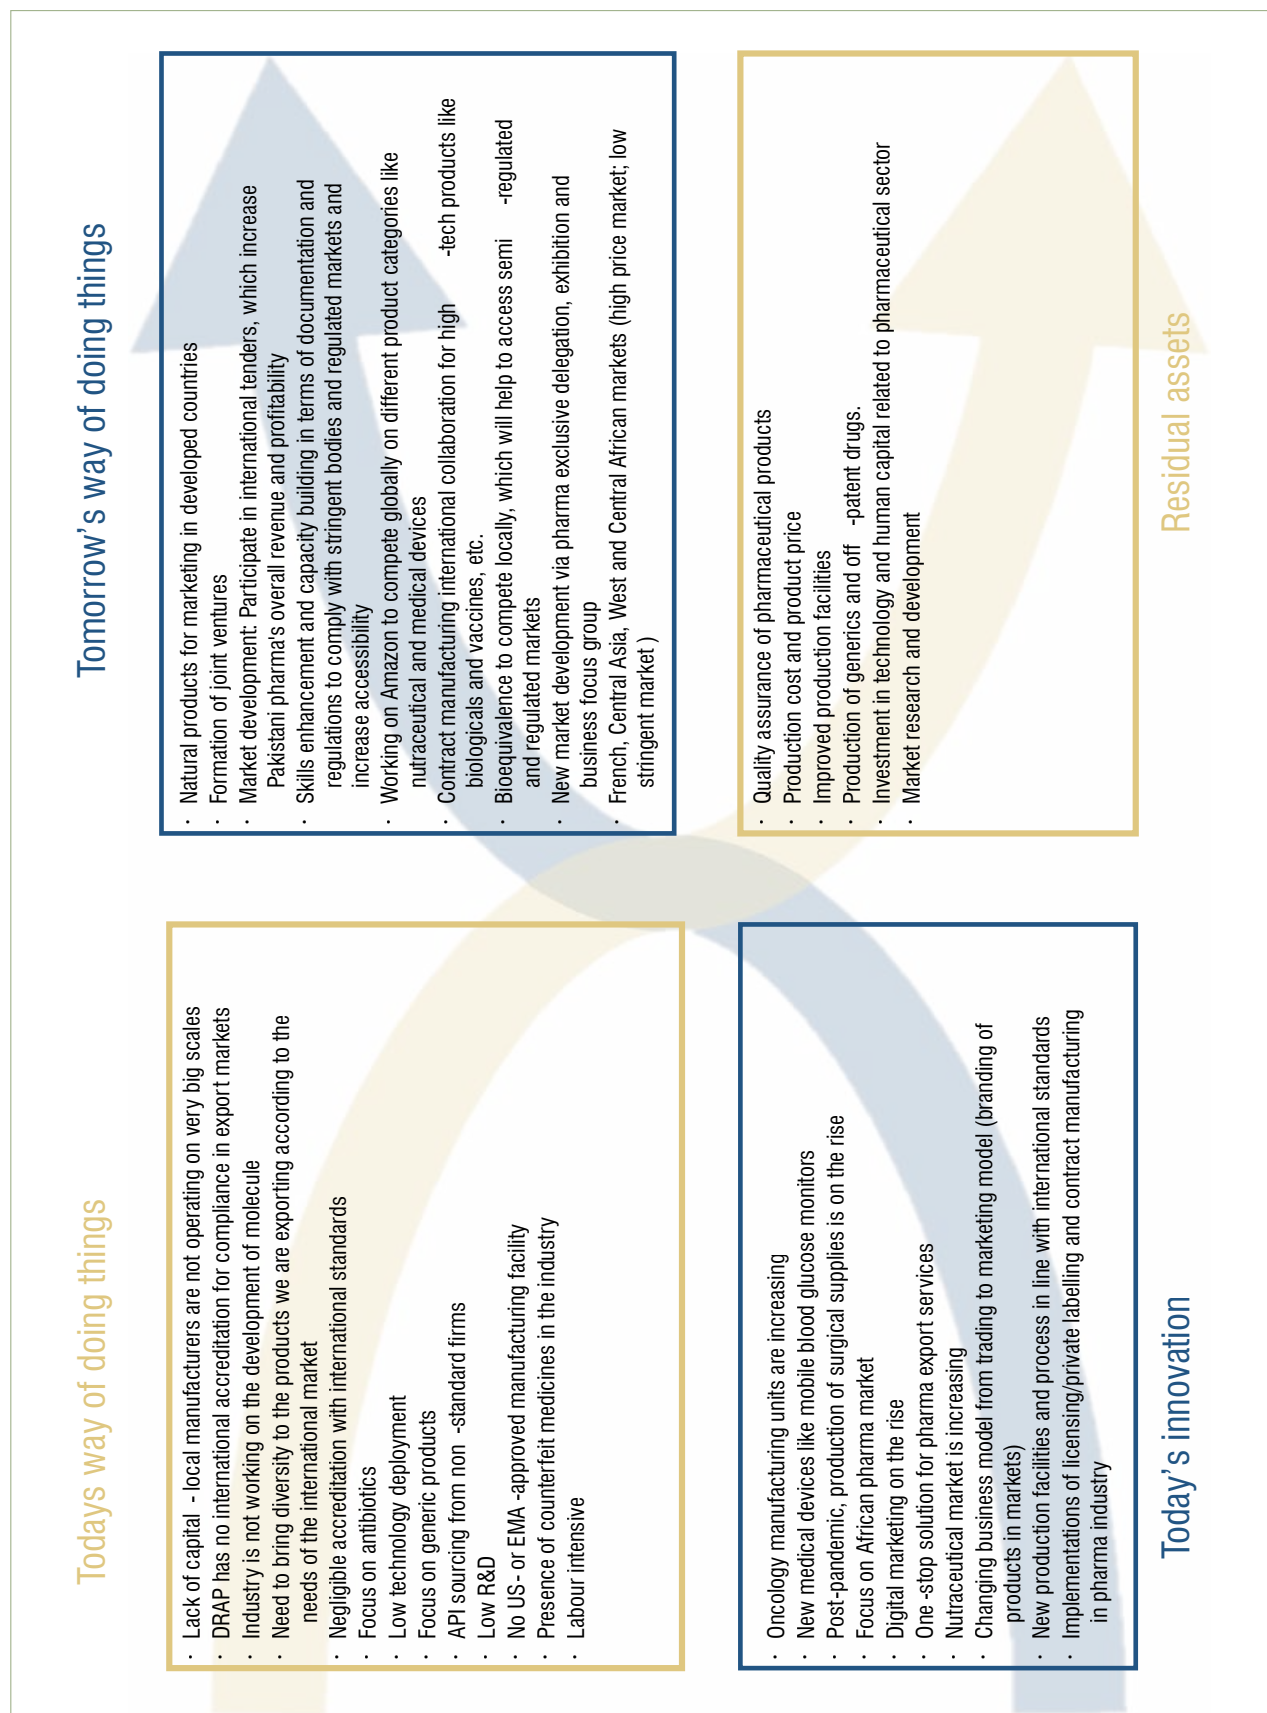 Todays way of doing things
· Lack of capital - local manufacturers are not operating on very big scales
· DRAP has no international accreditation for compliance in export markets
· Industry is not working on the development of molecule
· Need to bring diversity to the products we are exporting according to the
needs of the international market
· Negligible accreditation with international standards
· Focus on antibiotics
· Low technology deployment
· Focus on generic products
· API sourcing from non -standard firms
· Low R&D
· No US- or EMA -approved manufacturing facility
· Presence of counterfeit medicines in the industry
· Labour intensive
Tomorrow's way of doing things
· Natural products for marketing in developed countries
· Formation of joint ventures
· Market development: Participate in international tenders, which increase
Pakistani pharma's overall revenue and profitability
· Skills enhancement and capacity building in terms of documentation and
regulations to comply with stringent bodies and regulated markets and
increase accessibility
· Working on Amazon to compete globally on different product categories like
nutraceutical and medical devices
· Contract manufacturing international collaboration for high -tech products like
biologicals and vaccines, etc.
· Bioequivalence to compete locally, which will help to access semi -regulated
and regulated markets
· New market development via pharma exclusive delegation, exhibition and
business focus group
· French, Central Asia, West and Central African markets (high price market; low
stringent market )
· Oncology manufacturing units are increasing
· New medical devices like mobile blood glucose monitors
· Post-pandemic, production of surgical supplies is on the rise
· Focus on African pharma market
· Digital marketing on the rise
· One -stop solution for pharma export services
· Nutraceutical market is increasing
· Changing business model from trading to marketing model (branding of
products in markets)
· New production facilities and process in line with international standards
· Implementations of licensing/private labelling and contract manufacturing
in pharma industry
Today's innovation
· Quality assurance of pharmaceutical products
· Production cost and product price
· Improved production facilities
· Production of generics and off -patent drugs.
· Investment in technology and human capital related to pharmaceutical sector
· Market research and development
Residual assets